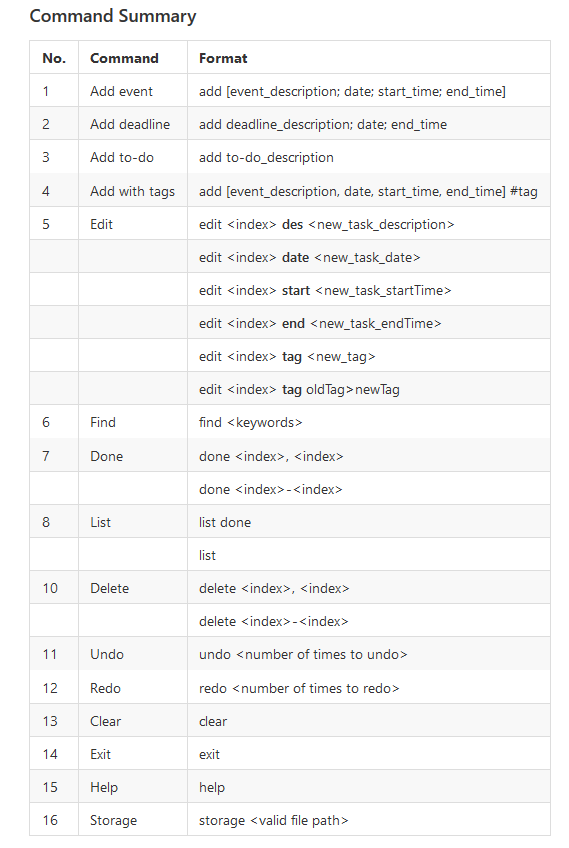 Command Summary
No. Command Format
1 Add event add [event_description; date; start_time; end_time]
2 Add deadline add deadline_description; date; end_time
3 Add to-do add to-do_description
4 Add with tags add [event_description, date, start_time, end_time] #tag
5 Edit edit <index> des <new_task_description>
edit <index> date <new_task_date>
edit <index> start <new_task_startTime>
edit <index> end <new_task_endTime>
edit <index> tag <new_tag>
edit <index> tag oldTag>newTag
6 Find find <keywords>
7 Done done <index>, <index>
done <index>-<index>
8 List list done
list
10 Delete delete <index>, <index>
delete <index>-<index>
11 Undo undo <number of times to undo>
12 Redo redo <number of times to redo>
13 Clear clear
14 Exit exit
15 Help help
16 Storage storage <valid file path>